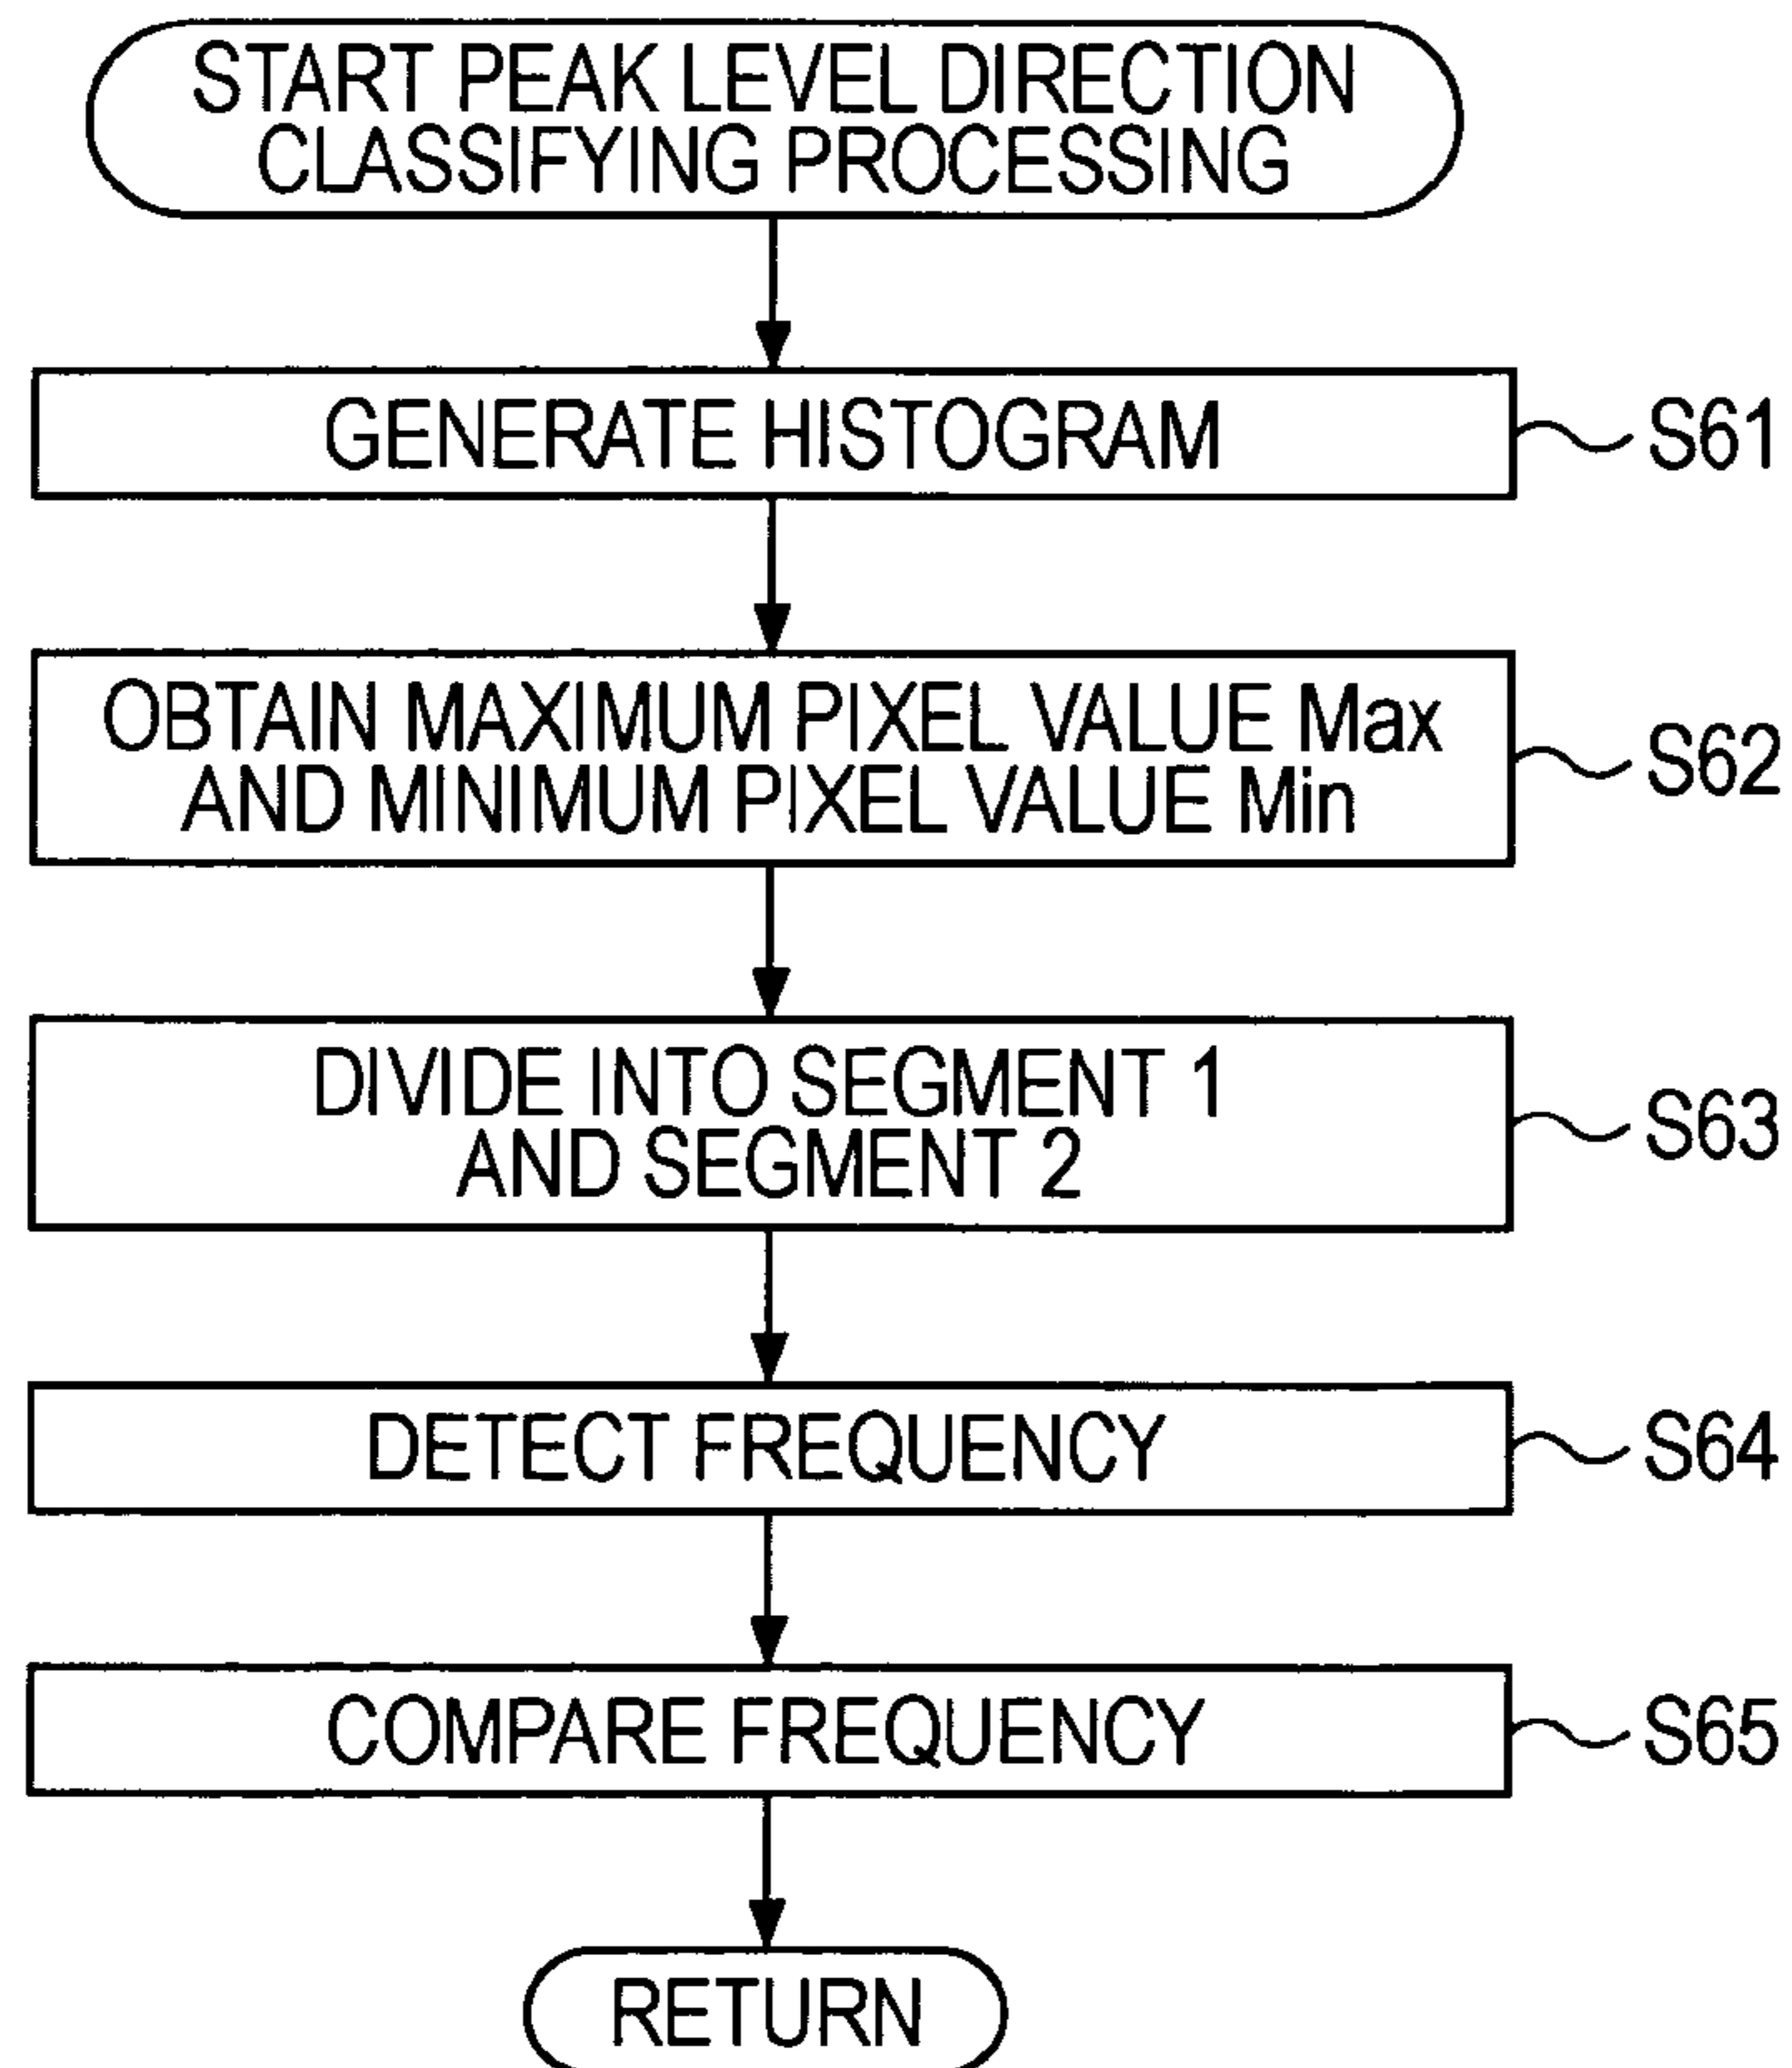 START PEAK LEVEL DIRECTION
CLASSIFYING PROCESSING
GENERATE HISTOGRAM
S61
OBTAIN MAXIMUM PIXEL VALUE Max
AND MINIMUM PIXEL VALUE Min
S62
DIVIDE INTO SEGMENT 1
AND SEGMENT 2
S63
DETECT FREQUENCY
S64
COMPARE FREQUENCY
S65
RETURN